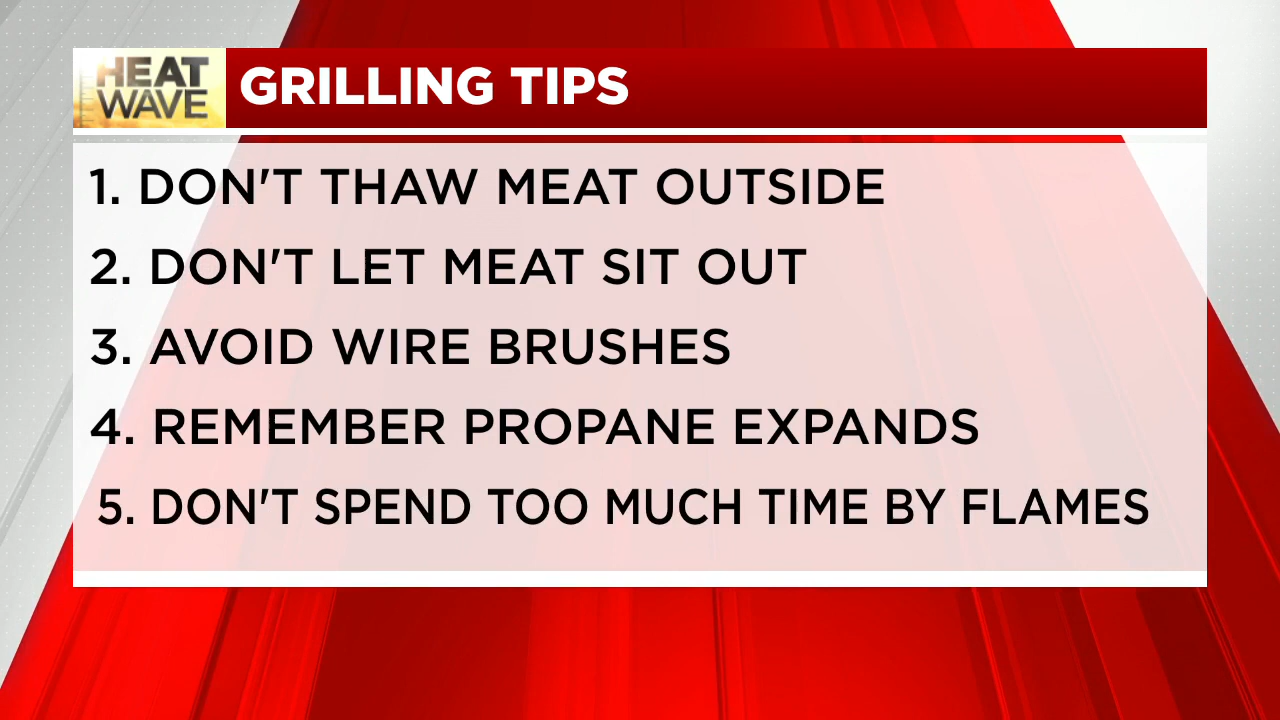 HEAT
WAVE
GRILLING TIPS
1. DON'T THAW MEAT OUTSIDE
2. DON'T LET MEAT SIT OUT
3. AVOID WIRE BRUSHES
4. REMEMBER PROPANE EXPANDS
5. DON'T SPEND TOO MUCH TIME BY FLAMES